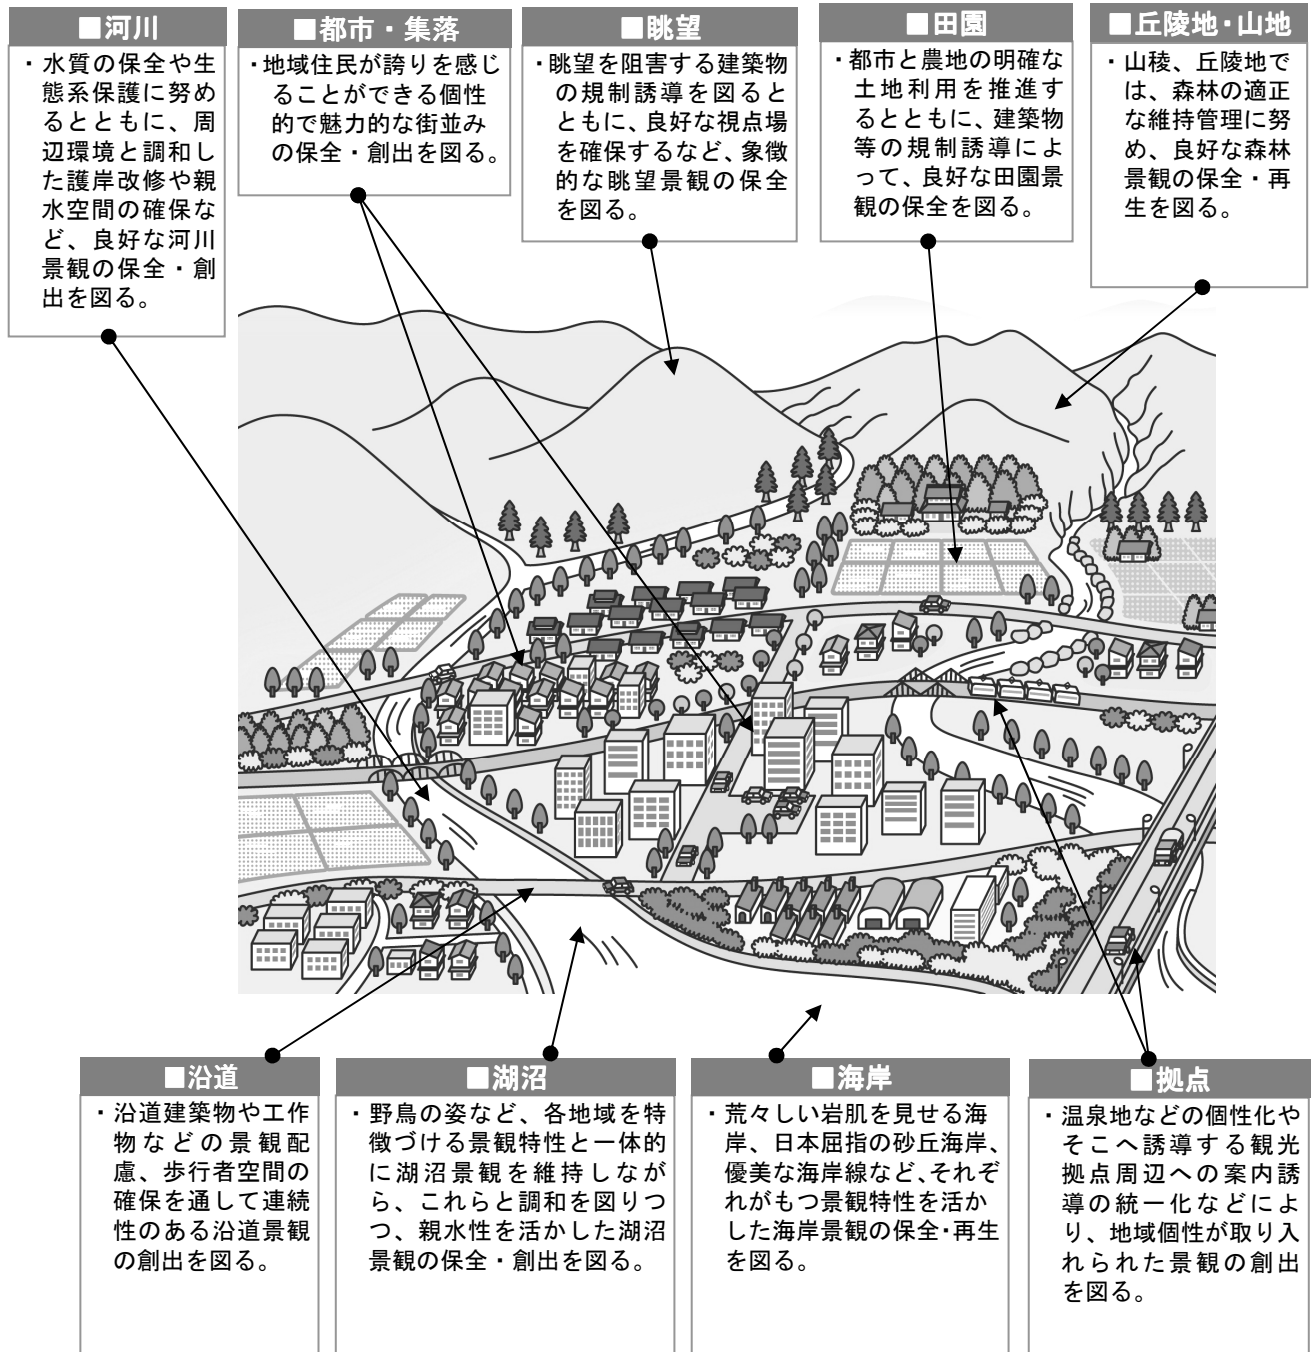 ■河川
・水質の保全や生
態系保護に努め
るとともに、周
辺環境と調和し
た護岸改修や親
水空間の確保な
ど、良好な河川
景観の保全・創
出を図る。
■都市・集落
・地域住民が誇りを感じ
ることができる個性
的で魅力的な街並み
の保全・創出を図る。
■眺望
・眺望を阻害する建築物
の規制誘導を図ると
ともに、良好な視点場
を確保するなど、象徴
的な眺望景観の保全
を図る。
■田園
・都市と農地の明確な
土地利用を推進す
るとともに、建築物
等の規制誘導によ
って、良好な田園景
観の保全を図る。
■丘陵地・山地
・山稜、丘陵地で
は、森林の適正
な維持管理に努
め、良好な森林
景観の保全・再
生を図る。
■沿道
・沿道建築物や工作
物などの景観配
慮、歩行者空間の
確保を通して連続
性のある沿道景観
の創出を図る。
■湖沼
・野鳥の姿など、各地域を特
徴づける景観特性と一体的
に湖沼景観を維持しなが
ら、これらと調和を図りつ
つ、親水性を活かした湖沼
景観の保全・創出を図る。
■海岸
・荒々しい岩肌を見せる海
岸、日本屈指の砂丘海岸、
優美な海岸線など、それぞ
れがもつ景観特性を活か
した海岸景観の保全・再生
を図る。
■拠点
・温泉地などの個性化や
そこへ誘導する観光
拠点周辺への案内誘
導の統一化などによ
り、地域個性が取り入
れられた景観の創出
を図る。